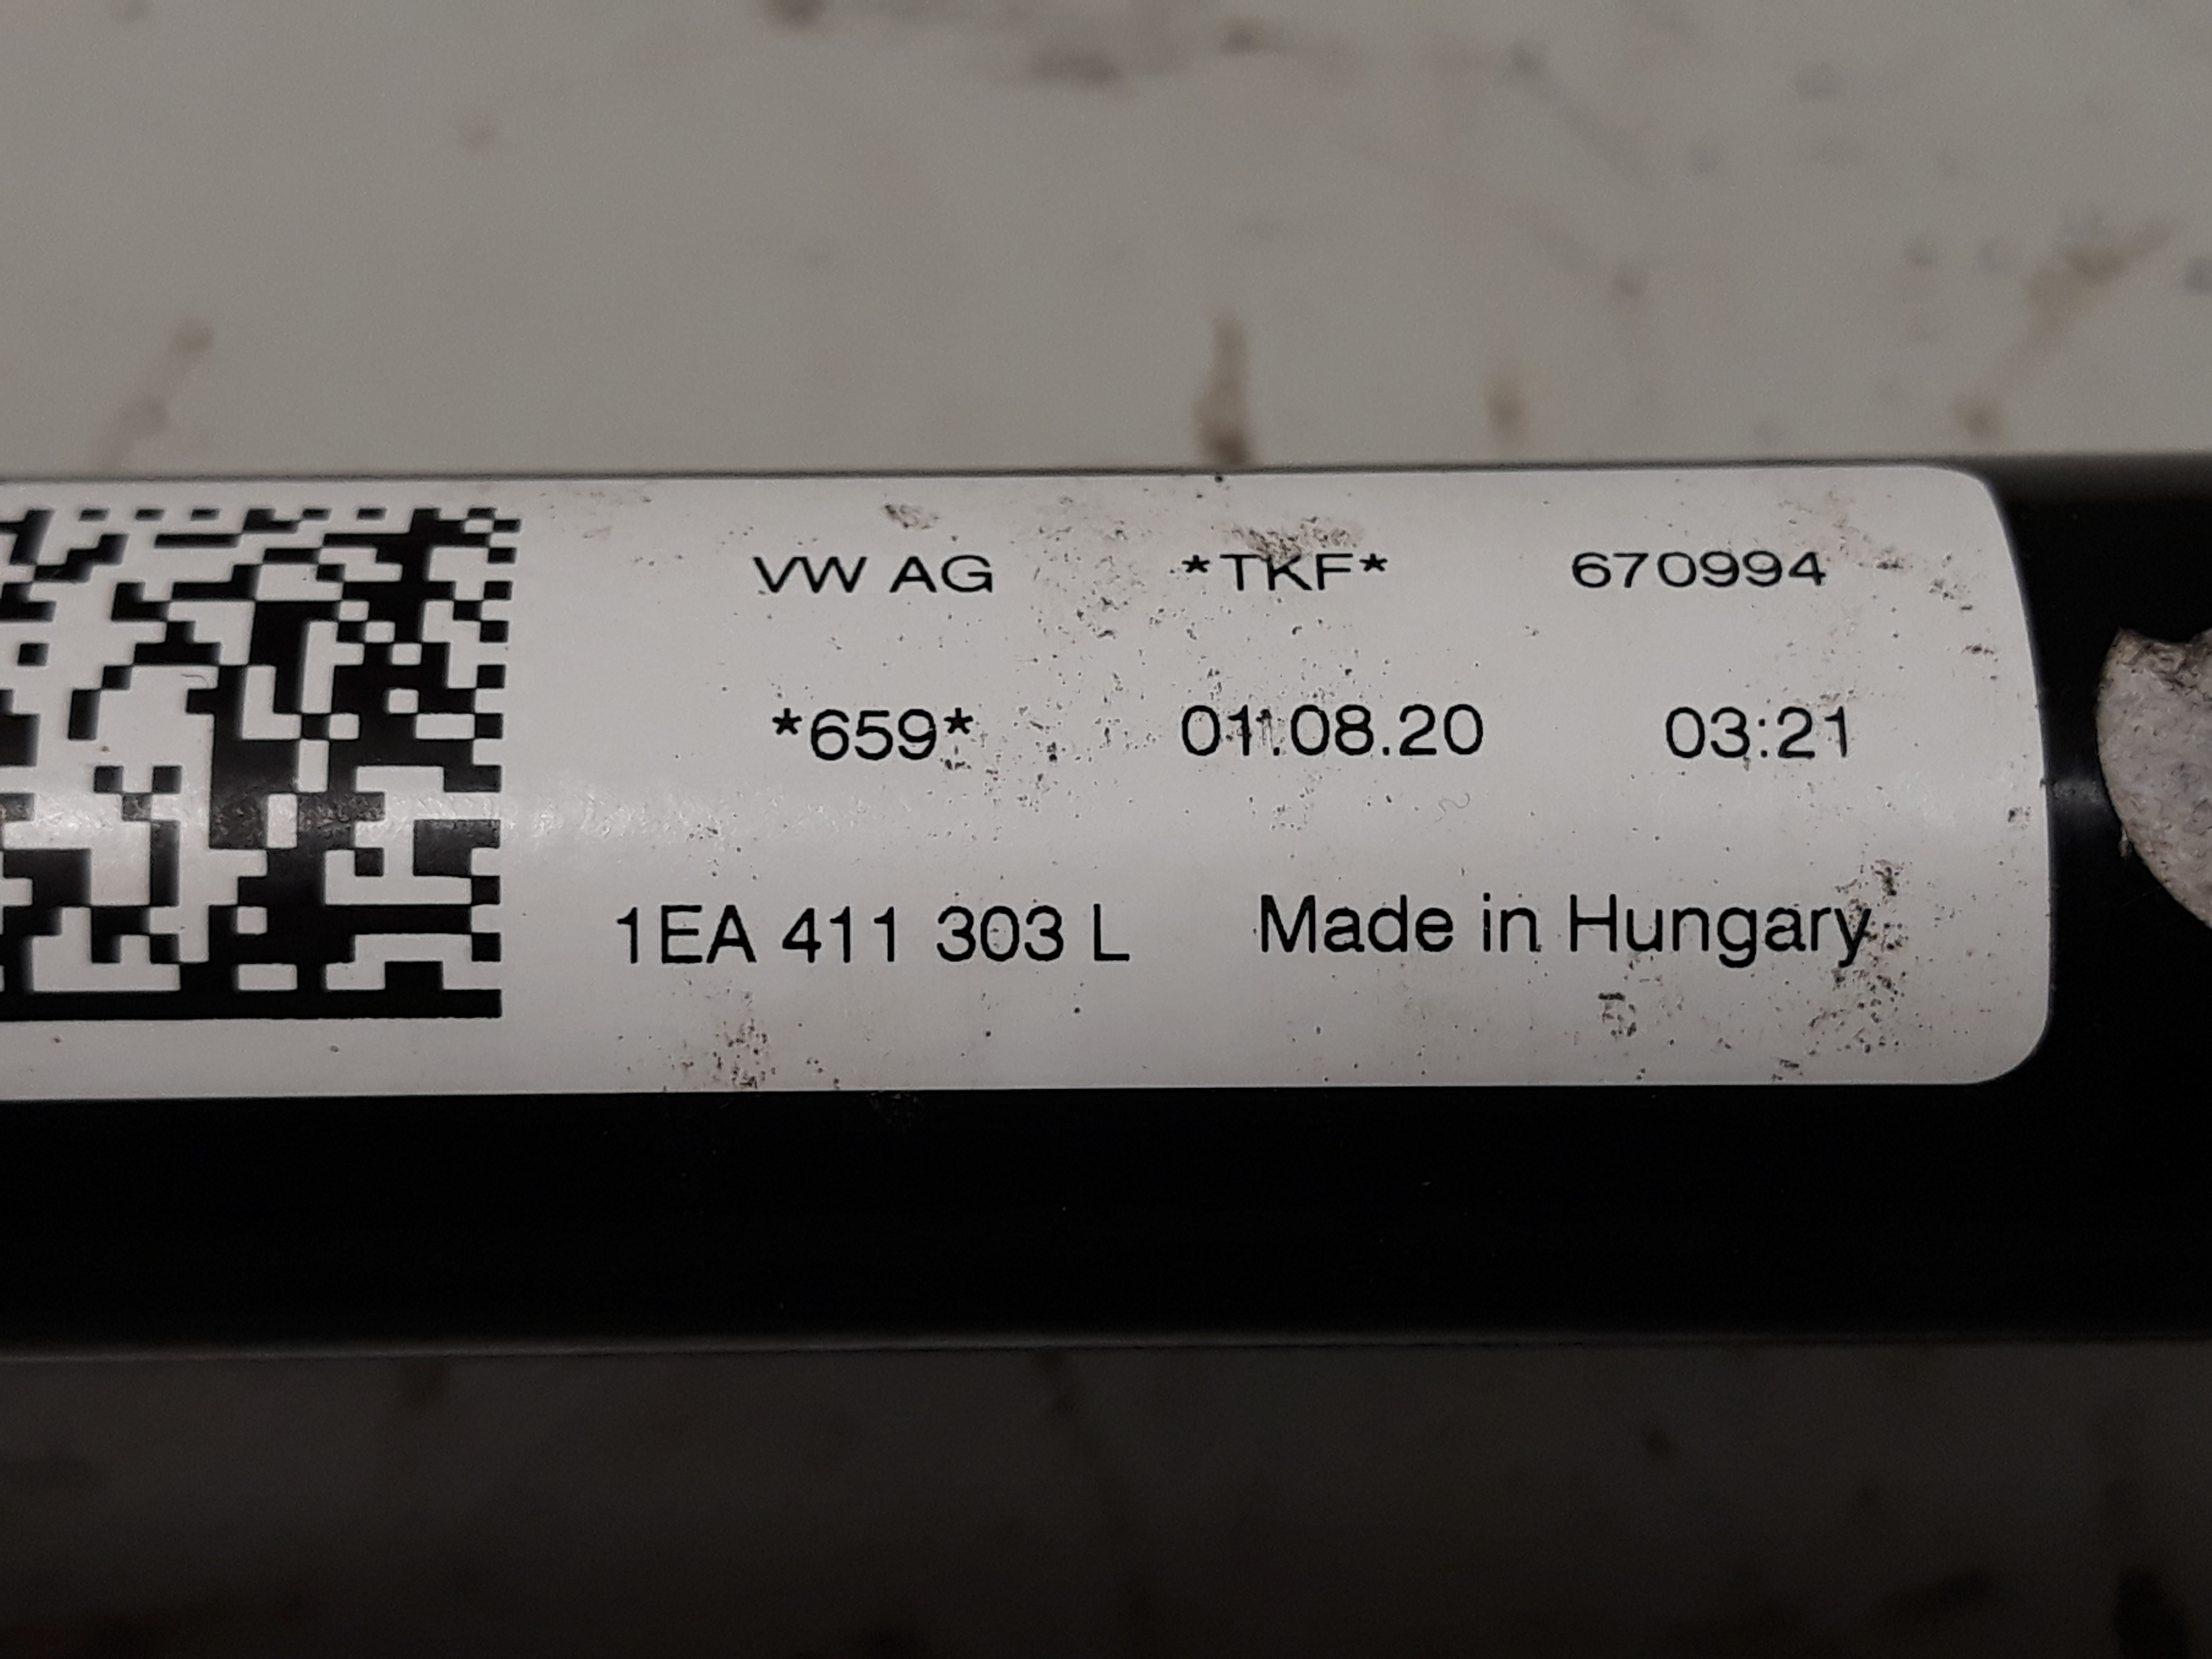 VW AG *TKF* 670994
*659* 01.08.20 03:21
1EA 411 303 L Made in Hungary